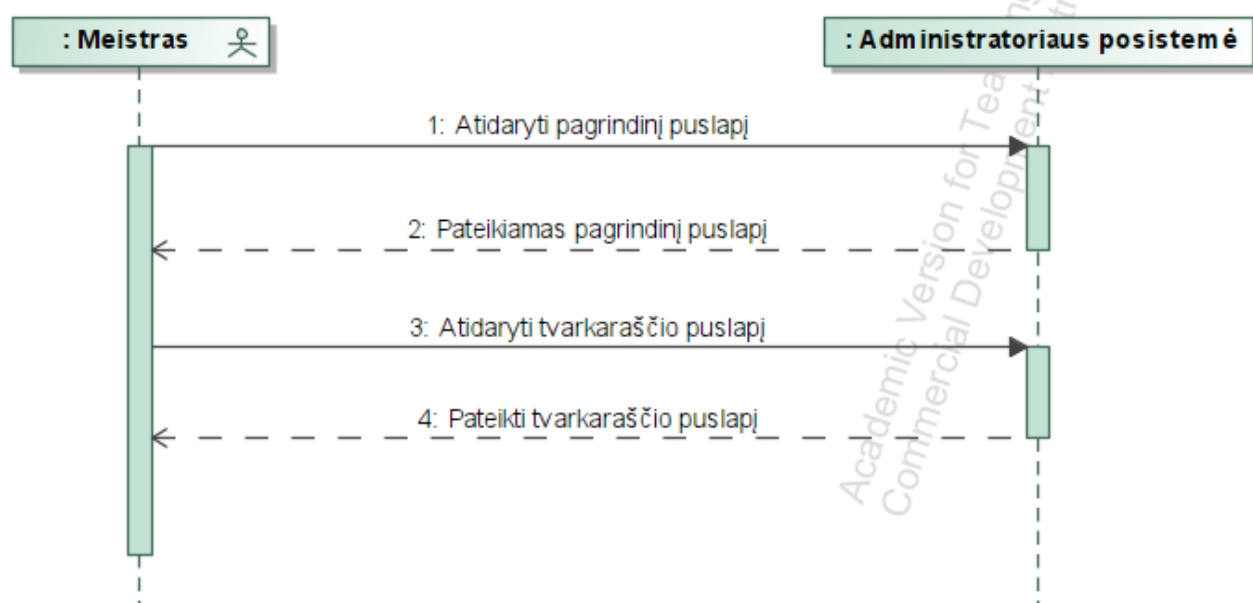 : Meistras
: Administratoriaus posistemė
1: Atidaryti pagrindinį puslapį
2: Pateikiamas pagrindinį puslapį
3: Atidaryti tvarkaraščio puslapį
4: Pateikti tvarkaraščio puslapį
Academic Version for Teaching
Commercial Development